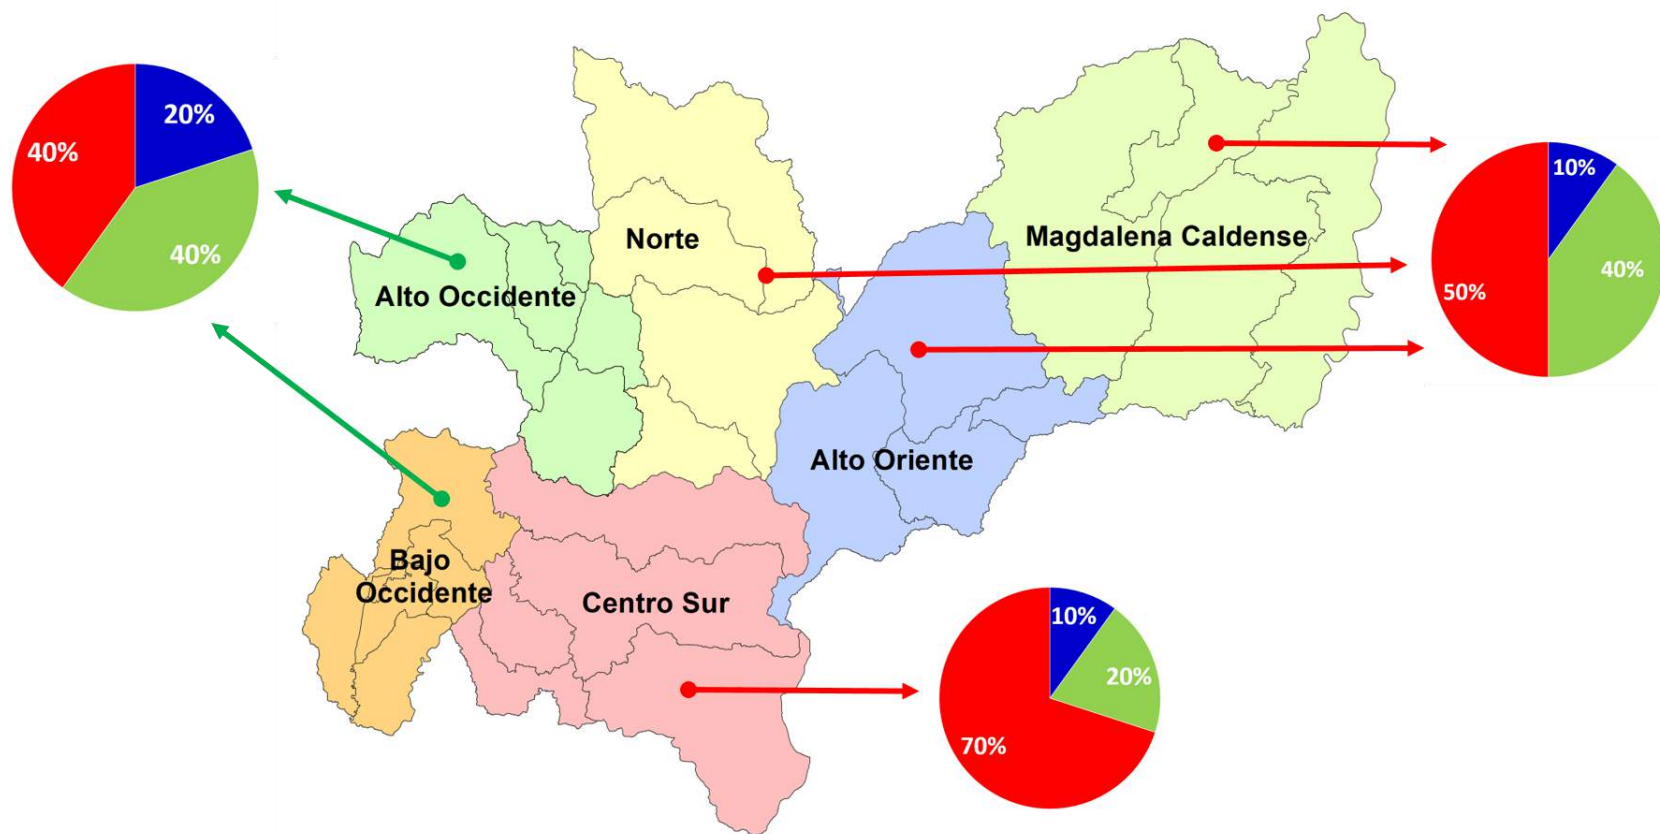 20%
40%
40%
10%
40%
50%
Norte
Magdalena Caldense
Alto Occidente
Alto Oriente
Bajo
Occidente
Centro Sur
10%
20%
70%